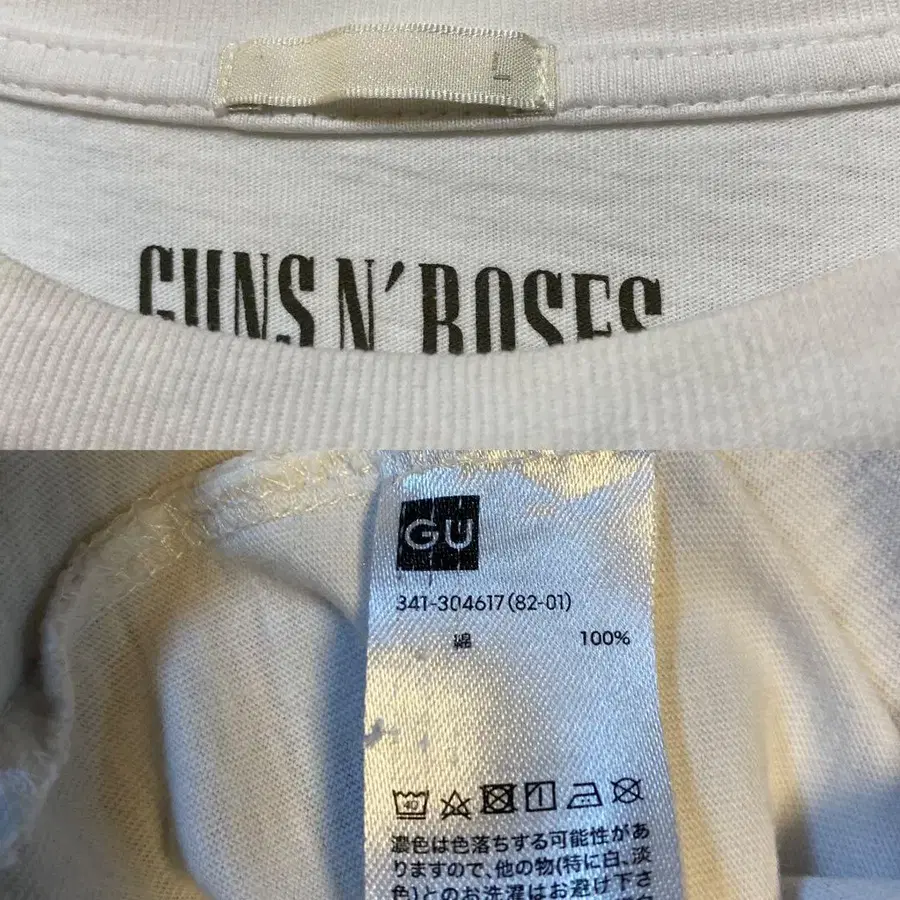 L
GUNS N' ROSES
GU
341-304617(82-01)
綿 100%
40
濃色は色落ちする可能性があ
りますので、他の物(特に白、淡
色)とのお洗濯はお避け下さ